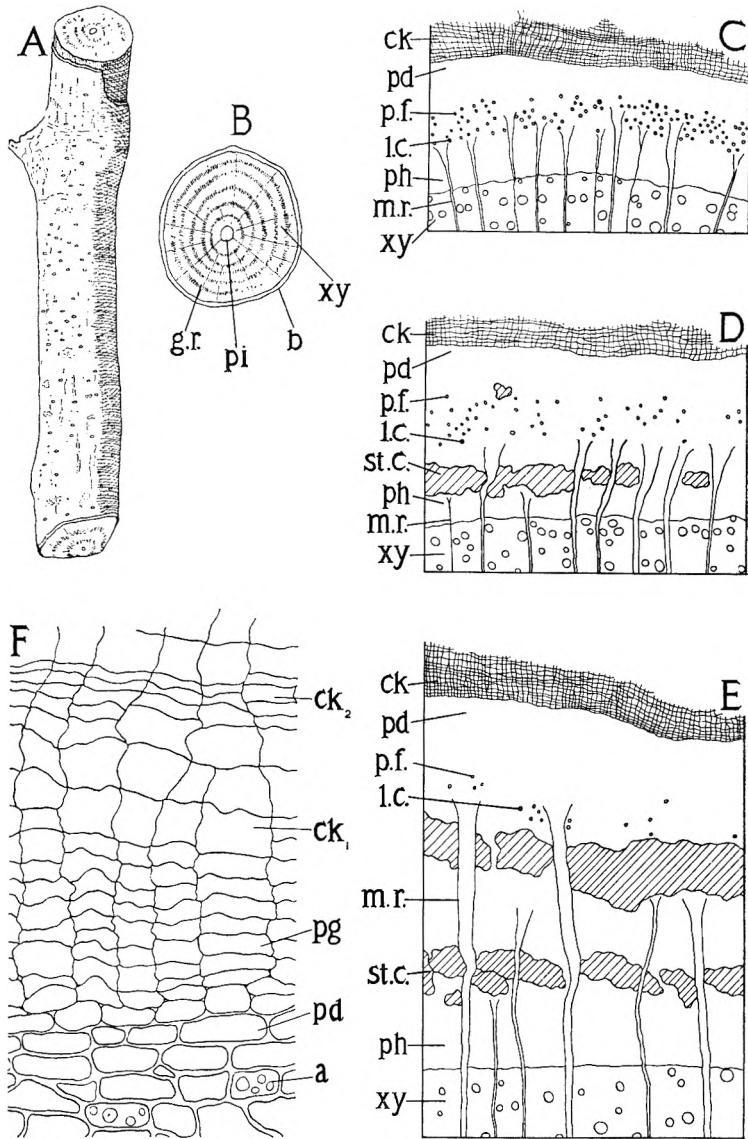 A
B
xy
g.r.
pi
b
C
ck
pd
p.f.
l.c.
ph
m.r.
xy
D
ck
pd
p.f.
l.c.
st.c.
ph
m.r.
xy
F
ck₂
ck₁
pg
pd
a
E
ck
pd
p.f.
l.c.
m.r.
st.c.
ph
xy